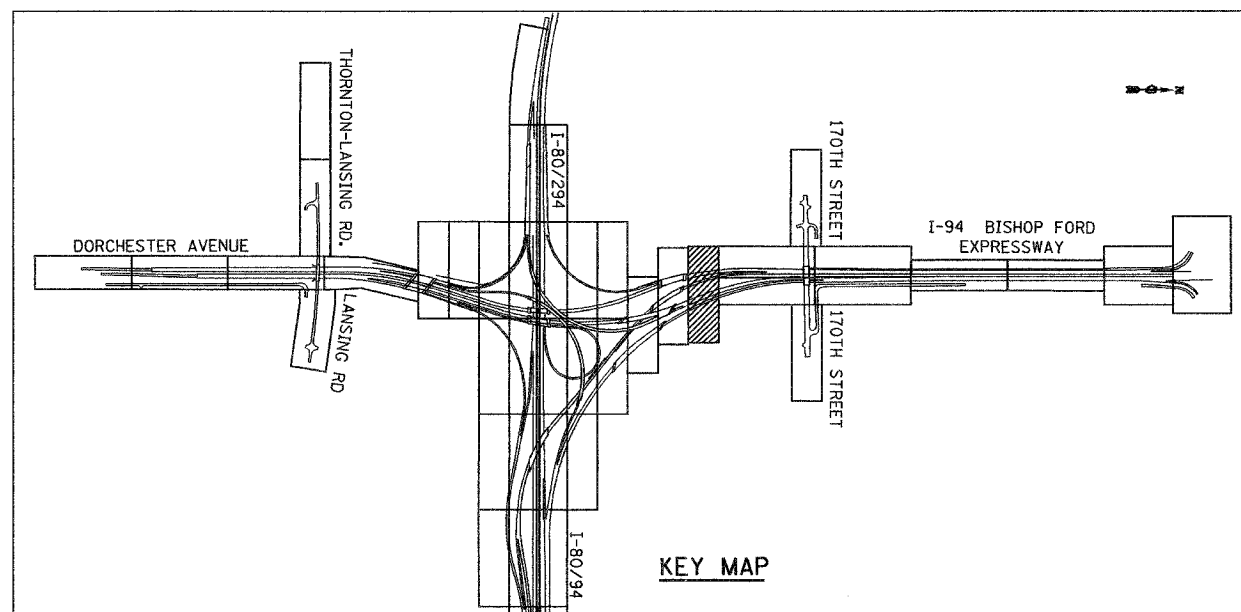 THORNTON-LANSING RD.
I-80/294
170TH STREET
N
DORCHESTER AVENUE
I-94 BISHOP FORD
EXPRESSWAY
LANSING RD
170TH STREET
I-80/94
KEY MAP